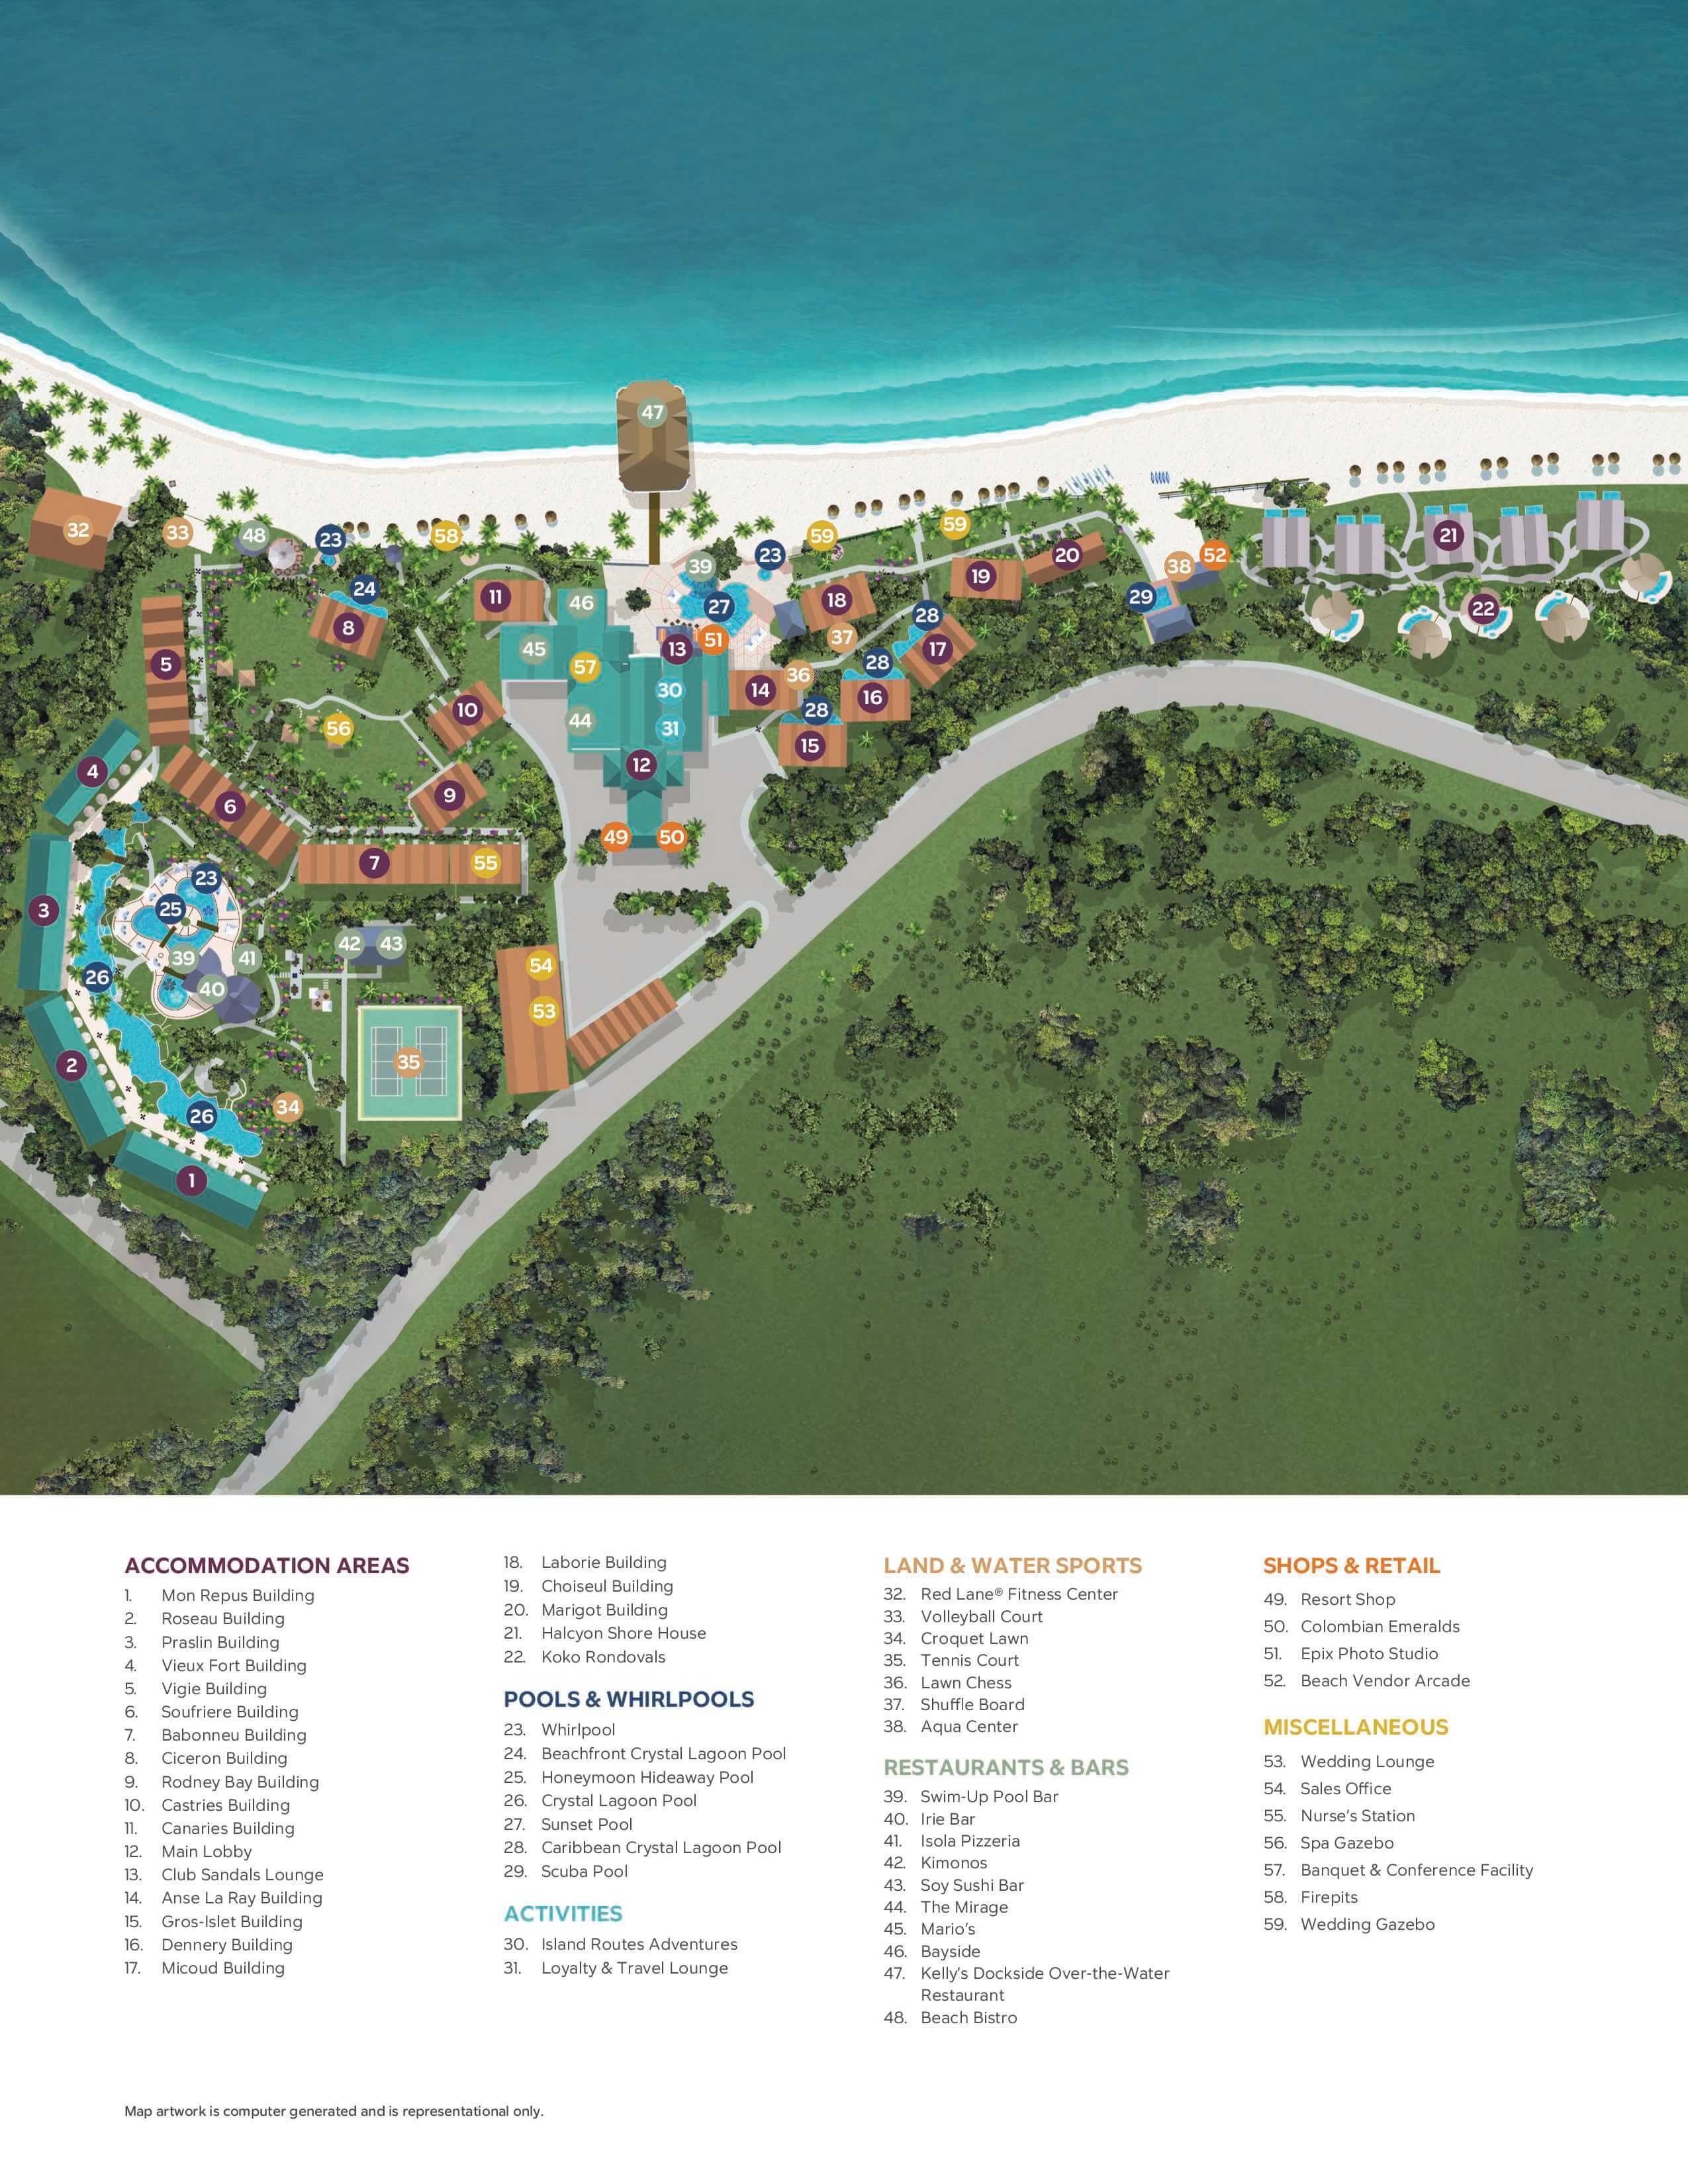 47
32
33
48
23
58
59
59
39
23
20
38
52
21
24
11
46
27
18
19
29
22
8
45
57
13
51
37
28
17
5
10
30
14
36
28
16
56
44
31
28
15
4
6
9
12
49
50
7
55
23
3
25
42
43
39
41
54
26
40
53
2
35
34
26
1
ACCOMMODATION AREAS
1. Mon Repus Building
2. Roseau Building
3. Praslin Building
4. Vieux Fort Building
5. Vigie Building
6. Soufriere Building
7. Babonneu Building
8. Ciceron Building
9. Rodney Bay Building
10. Castries Building
11. Canaries Building
12. Main Lobby
13. Club Sandals Lounge
14. Anse La Ray Building
15. Gros-Islet Building
16. Dennery Building
17. Micoud Building
18. Laborie Building
19. Choiseul Building
20. Marigot Building
21. Halcyon Shore House
22. Koko Rondovals
POOLS & WHIRLPOOLS
23. Whirlpool
24. Beachfront Crystal Lagoon Pool
25. Honeymoon Hideaway Pool
26. Crystal Lagoon Pool
27. Sunset Pool
28. Caribbean Crystal Lagoon Pool
29. Scuba Pool
ACTIVITIES
30. Island Routes Adventures
31. Loyalty & Travel Lounge
LAND & WATER SPORTS
32. Red Lane® Fitness Center
33. Volleyball Court
34. Croquet Lawn
35. Tennis Court
36. Lawn Chess
37. Shuffle Board
38. Aqua Center
RESTAURANTS & BARS
39. Swim-Up Pool Bar
40. Irie Bar
41. Isola Pizzeria
42. Kimonos
43. Soy Sushi Bar
44. The Mirage
45. Mario's
46. Bayside
47. Kelly's Dockside Over-the-Water
Restaurant
48. Beach Bistro
SHOPS & RETAIL
49. Resort Shop
50. Colombian Emeralds
51. Epix Photo Studio
52. Beach Vendor Arcade
MISCELLANEOUS
53. Wedding Lounge
54. Sales Office
55. Nurse's Station
56. Spa Gazebo
57. Banquet & Conference Facility
58. Firepits
59. Wedding Gazebo
Map artwork is computer generated and is representational only.